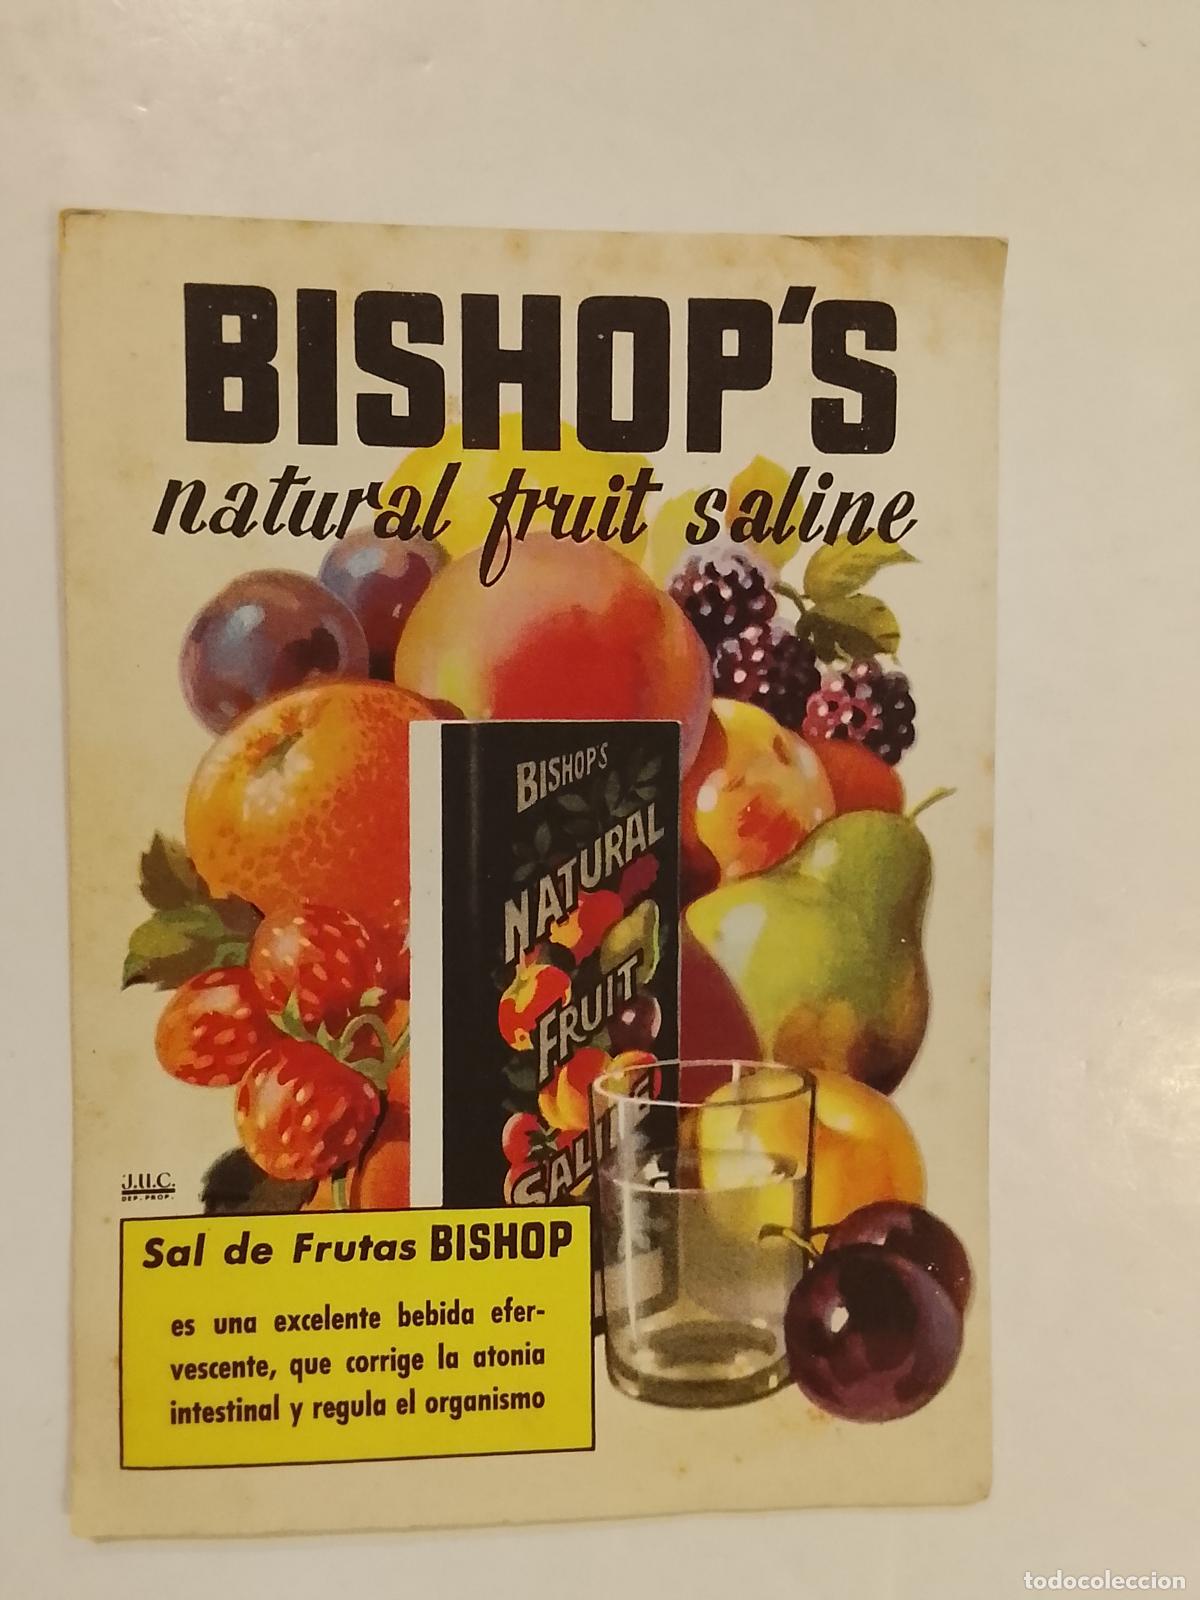 BISHOP'S
natural fruit saline
BISHOP'S
NATURAL
FRUIT
SALINE
J.U.C.
DEP. PROP.
Sal de Frutas BISHOP
es una excelente bebida efer-
vescente, que corrige la atonia
intestinal y regula el organismo
todocoleccion